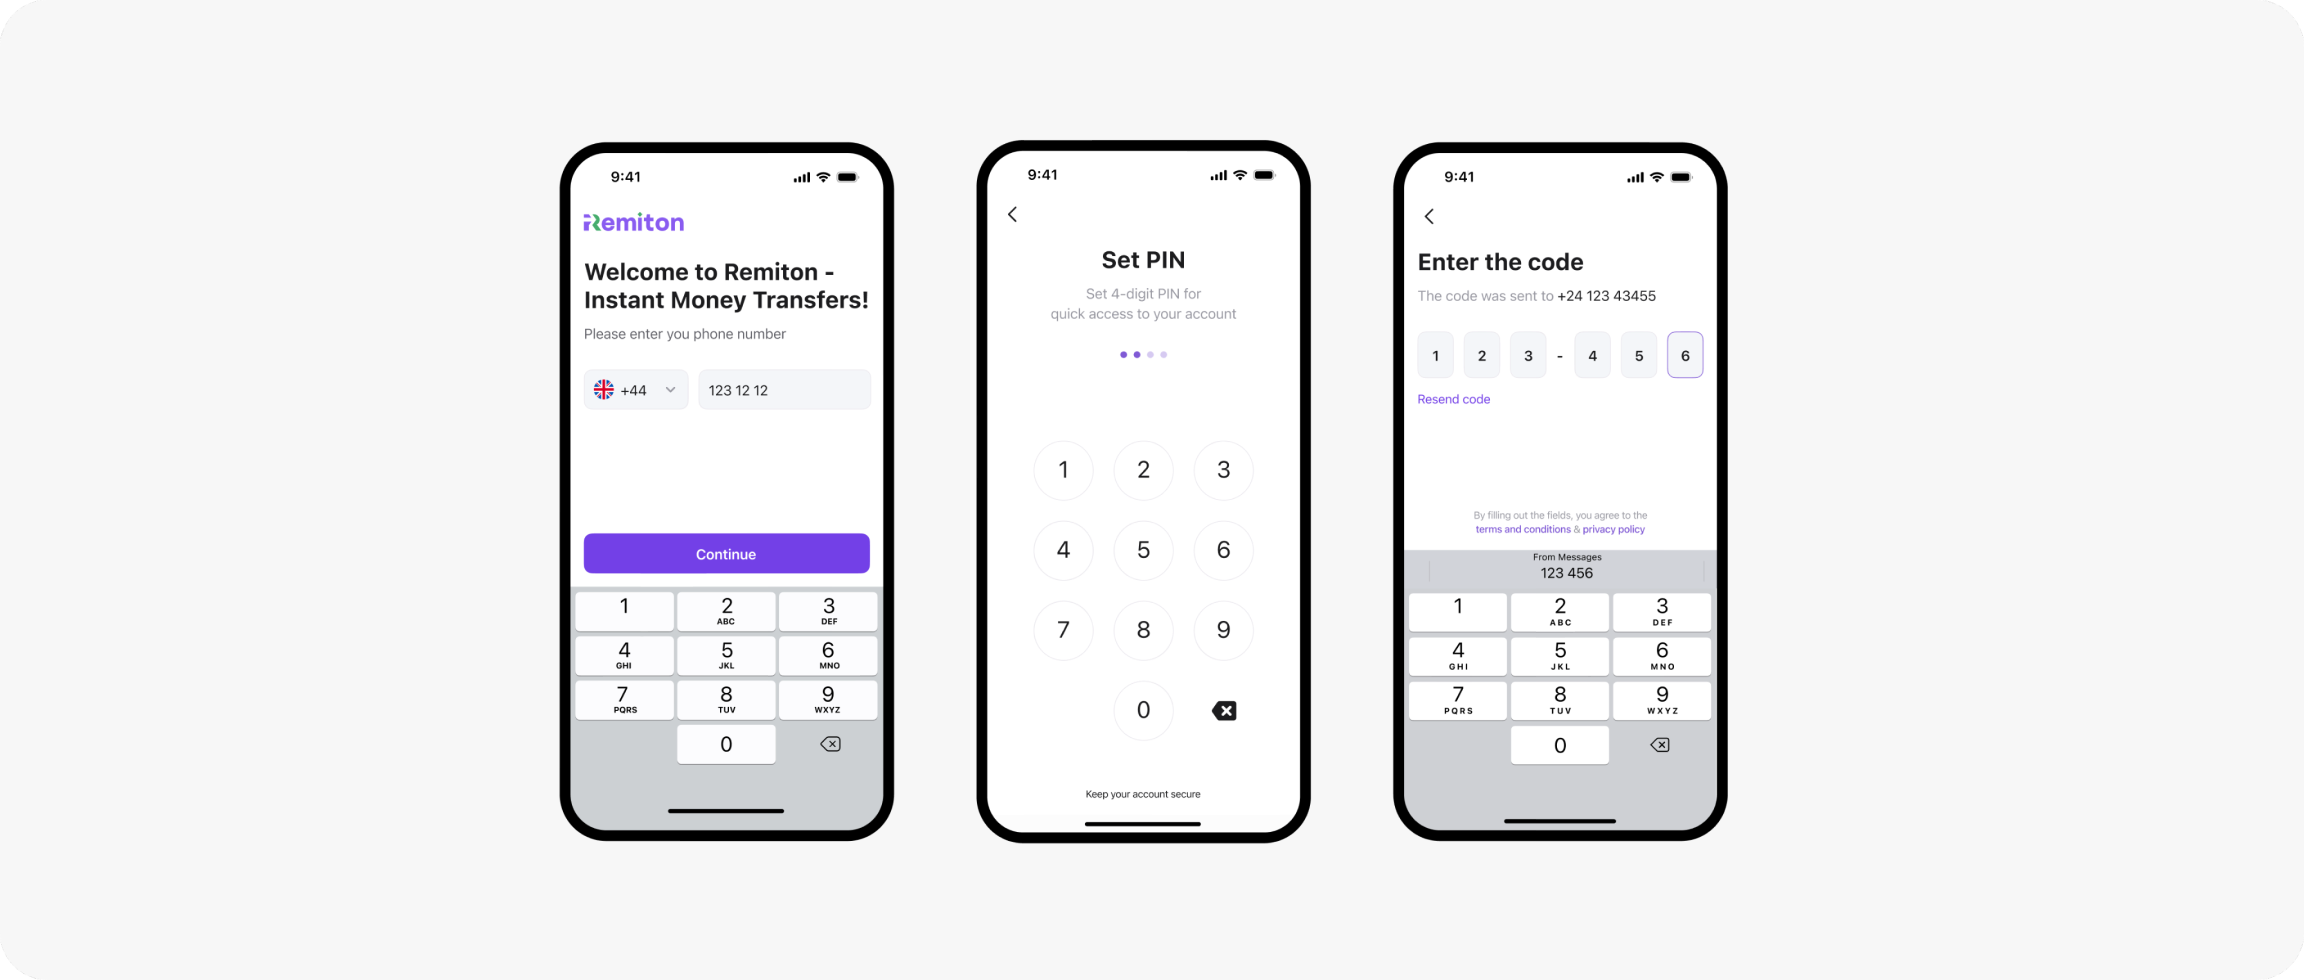 9:41
Remiton
Welcome to Remiton -
Instant Money Transfers!
Please enter you phone number
+44
123 12 12
Continue
1
2
ABC
3
DEF
4
GHI
5
JKL
6
MNO
7
PQRS
8
TUV
9
WXYZ
0
9:41
Set PIN
Set 4-digit PIN for
quick access to your account
1
2
3
4
5
6
7
8
9
0
Keep your account secure
9:41
Enter the code
The code was sent to +24 123 43455
1 2 3 - 4 5 6
Resend code
By filling out the fields, you agree to the
terms and conditions & privacy policy
From Messages
123 456
1
2
ABC
3
DEF
4
GHI
5
JKL
6
MNO
7
PQRS
8
TUV
9
WXYZ
0